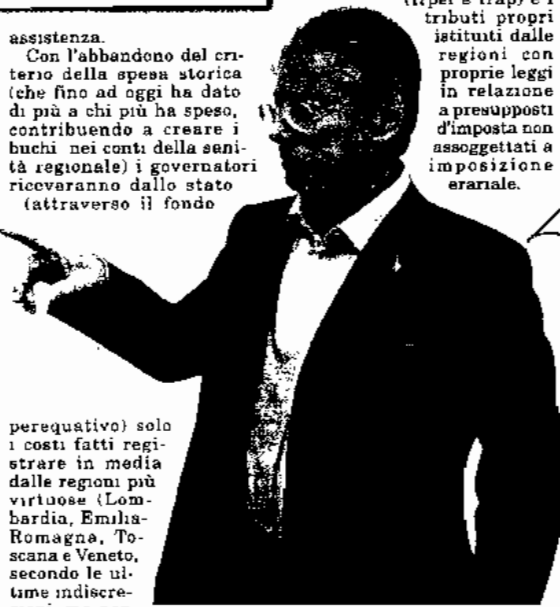 assistenza.
Con l'abbandono del cri-
terio della spesa storica
(che fino ad oggi ha dato
di più a chi più ha speso,
contribuendo a creare i
buchi nei conti della sani-
tà regionale) i governatori
riceveranno dallo stato
(attraverso il fondo
perequativo) solo
i costi fatti regi-
strare in media
dalle regioni più
virtuose (Lom-
bardia, Emilia-
Romagna, To-
scana e Veneto,
secondo le ul-
time indiscre-
tributi propri
istituiti dalle
regioni con
proprie leggi
in relazione
a presupposti
d'imposta non
assoggettati a
imposizione
erariale.